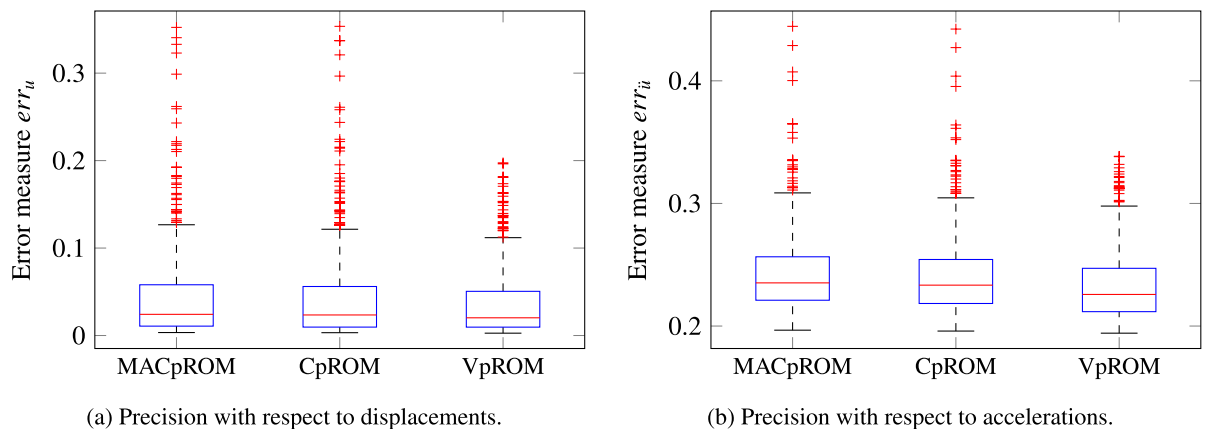 Error measure err_u
0.3
0.2
0.1
0
MACpROM CpROM VpROM
(a) Precision with respect to displacements.
Error measure err_ü
0.4
0.3
0.2
MACpROM CpROM VpROM
(b) Precision with respect to accelerations.